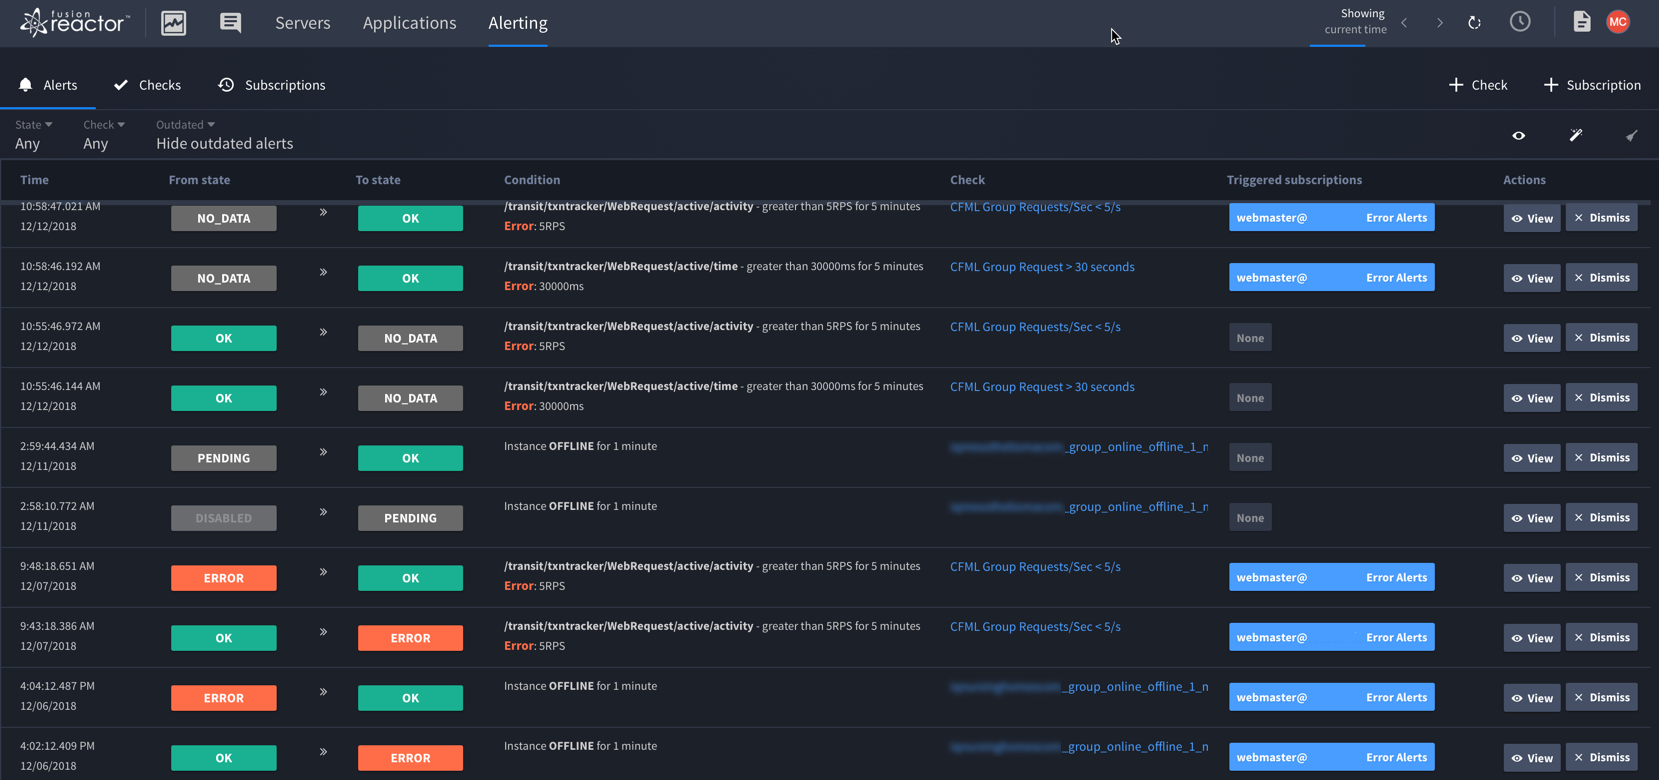 fusion
reactor™
Servers Applications Alerting
Showing
current time
MC
Alerts Checks Subscriptions
Check Subscription
State Check Outdated
Any Any Hide outdated alerts
Time From state To state Condition Check Triggered subscriptions Actions
10:58:47.021 AM
12/12/2018
NO_DATA » OK
/transit/txntracker/WebRequest/active/activity - greater than 5RPS for 5 minutes
Error: 5RPS
CFML Group Requests/Sec < 5/s
webmaster@ Error Alerts
View × Dismiss
10:58:46.192 AM
12/12/2018
NO_DATA » OK
/transit/txntracker/WebRequest/active/time - greater than 30000ms for 5 minutes
Error: 30000ms
CFML Group Request > 30 seconds
webmaster@ Error Alerts
View × Dismiss
10:55:46.972 AM
12/12/2018
OK » NO_DATA
/transit/txntracker/WebRequest/active/activity - greater than 5RPS for 5 minutes
Error: 5RPS
CFML Group Requests/Sec < 5/s
None
View × Dismiss
10:55:46.144 AM
12/12/2018
OK » NO_DATA
/transit/txntracker/WebRequest/active/time - greater than 30000ms for 5 minutes
Error: 30000ms
CFML Group Request > 30 seconds
None
View × Dismiss
2:59:44.434 AM
12/11/2018
PENDING » OK
Instance OFFLINE for 1 minute
_group_online_offline_1_n
None
View × Dismiss
2:58:10.772 AM
12/11/2018
DISABLED » PENDING
Instance OFFLINE for 1 minute
_group_online_offline_1_n
None
View × Dismiss
9:48:18.651 AM
12/07/2018
ERROR » OK
/transit/txntracker/WebRequest/active/activity - greater than 5RPS for 5 minutes
Error: 5RPS
CFML Group Requests/Sec < 5/s
webmaster@ Error Alerts
View × Dismiss
9:43:18.386 AM
12/07/2018
OK » ERROR
/transit/txntracker/WebRequest/active/activity - greater than 5RPS for 5 minutes
Error: 5RPS
CFML Group Requests/Sec < 5/s
webmaster@ Error Alerts
View × Dismiss
4:04:12.487 PM
12/06/2018
ERROR » OK
Instance OFFLINE for 1 minute
_group_online_offline_1_n
webmaster@ Error Alerts
View × Dismiss
4:02:12.409 PM
12/06/2018
OK » ERROR
Instance OFFLINE for 1 minute
_group_online_offline_1_n
webmaster@ Error Alerts
View × Dismiss